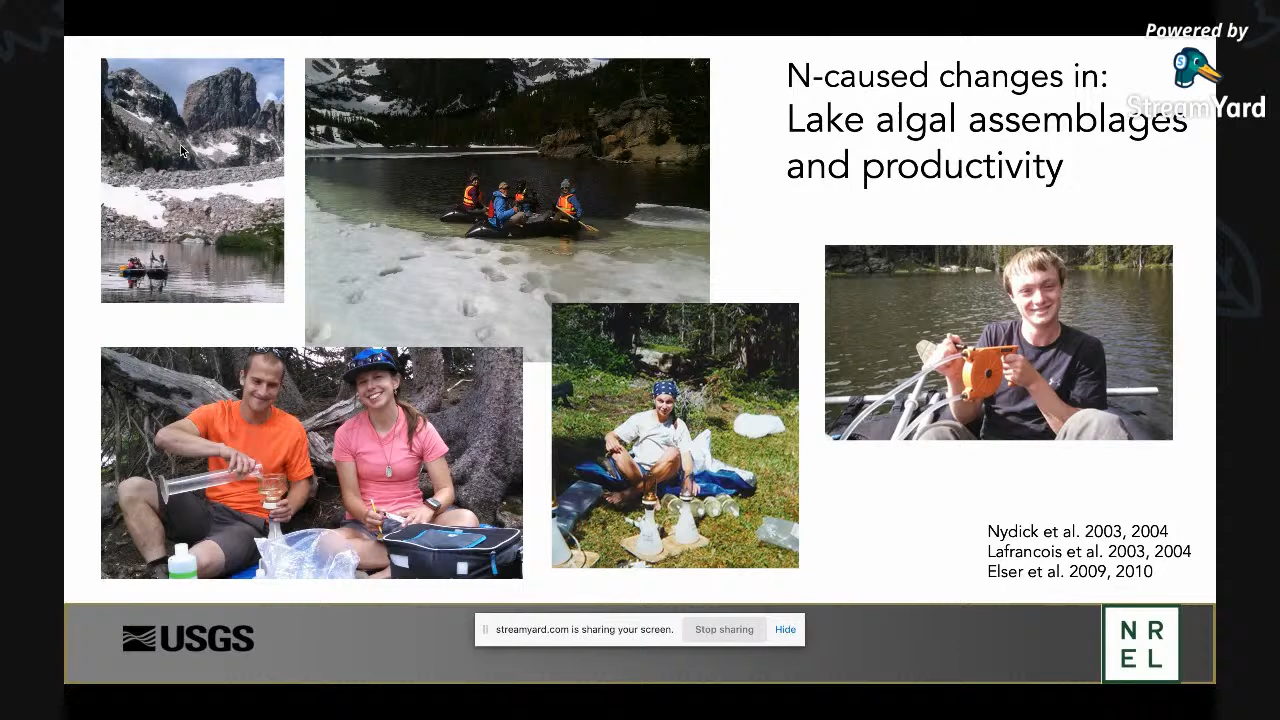 Powered by
StreamYard
N-caused changes in:
Lake algal assemblages
and productivity
Nydick et al. 2003, 2004
Lafrancois et al. 2003, 2004
Elser et al. 2009, 2010
USGS
streamyard.com is sharing your screen. Stop sharing Hide
N R
E L